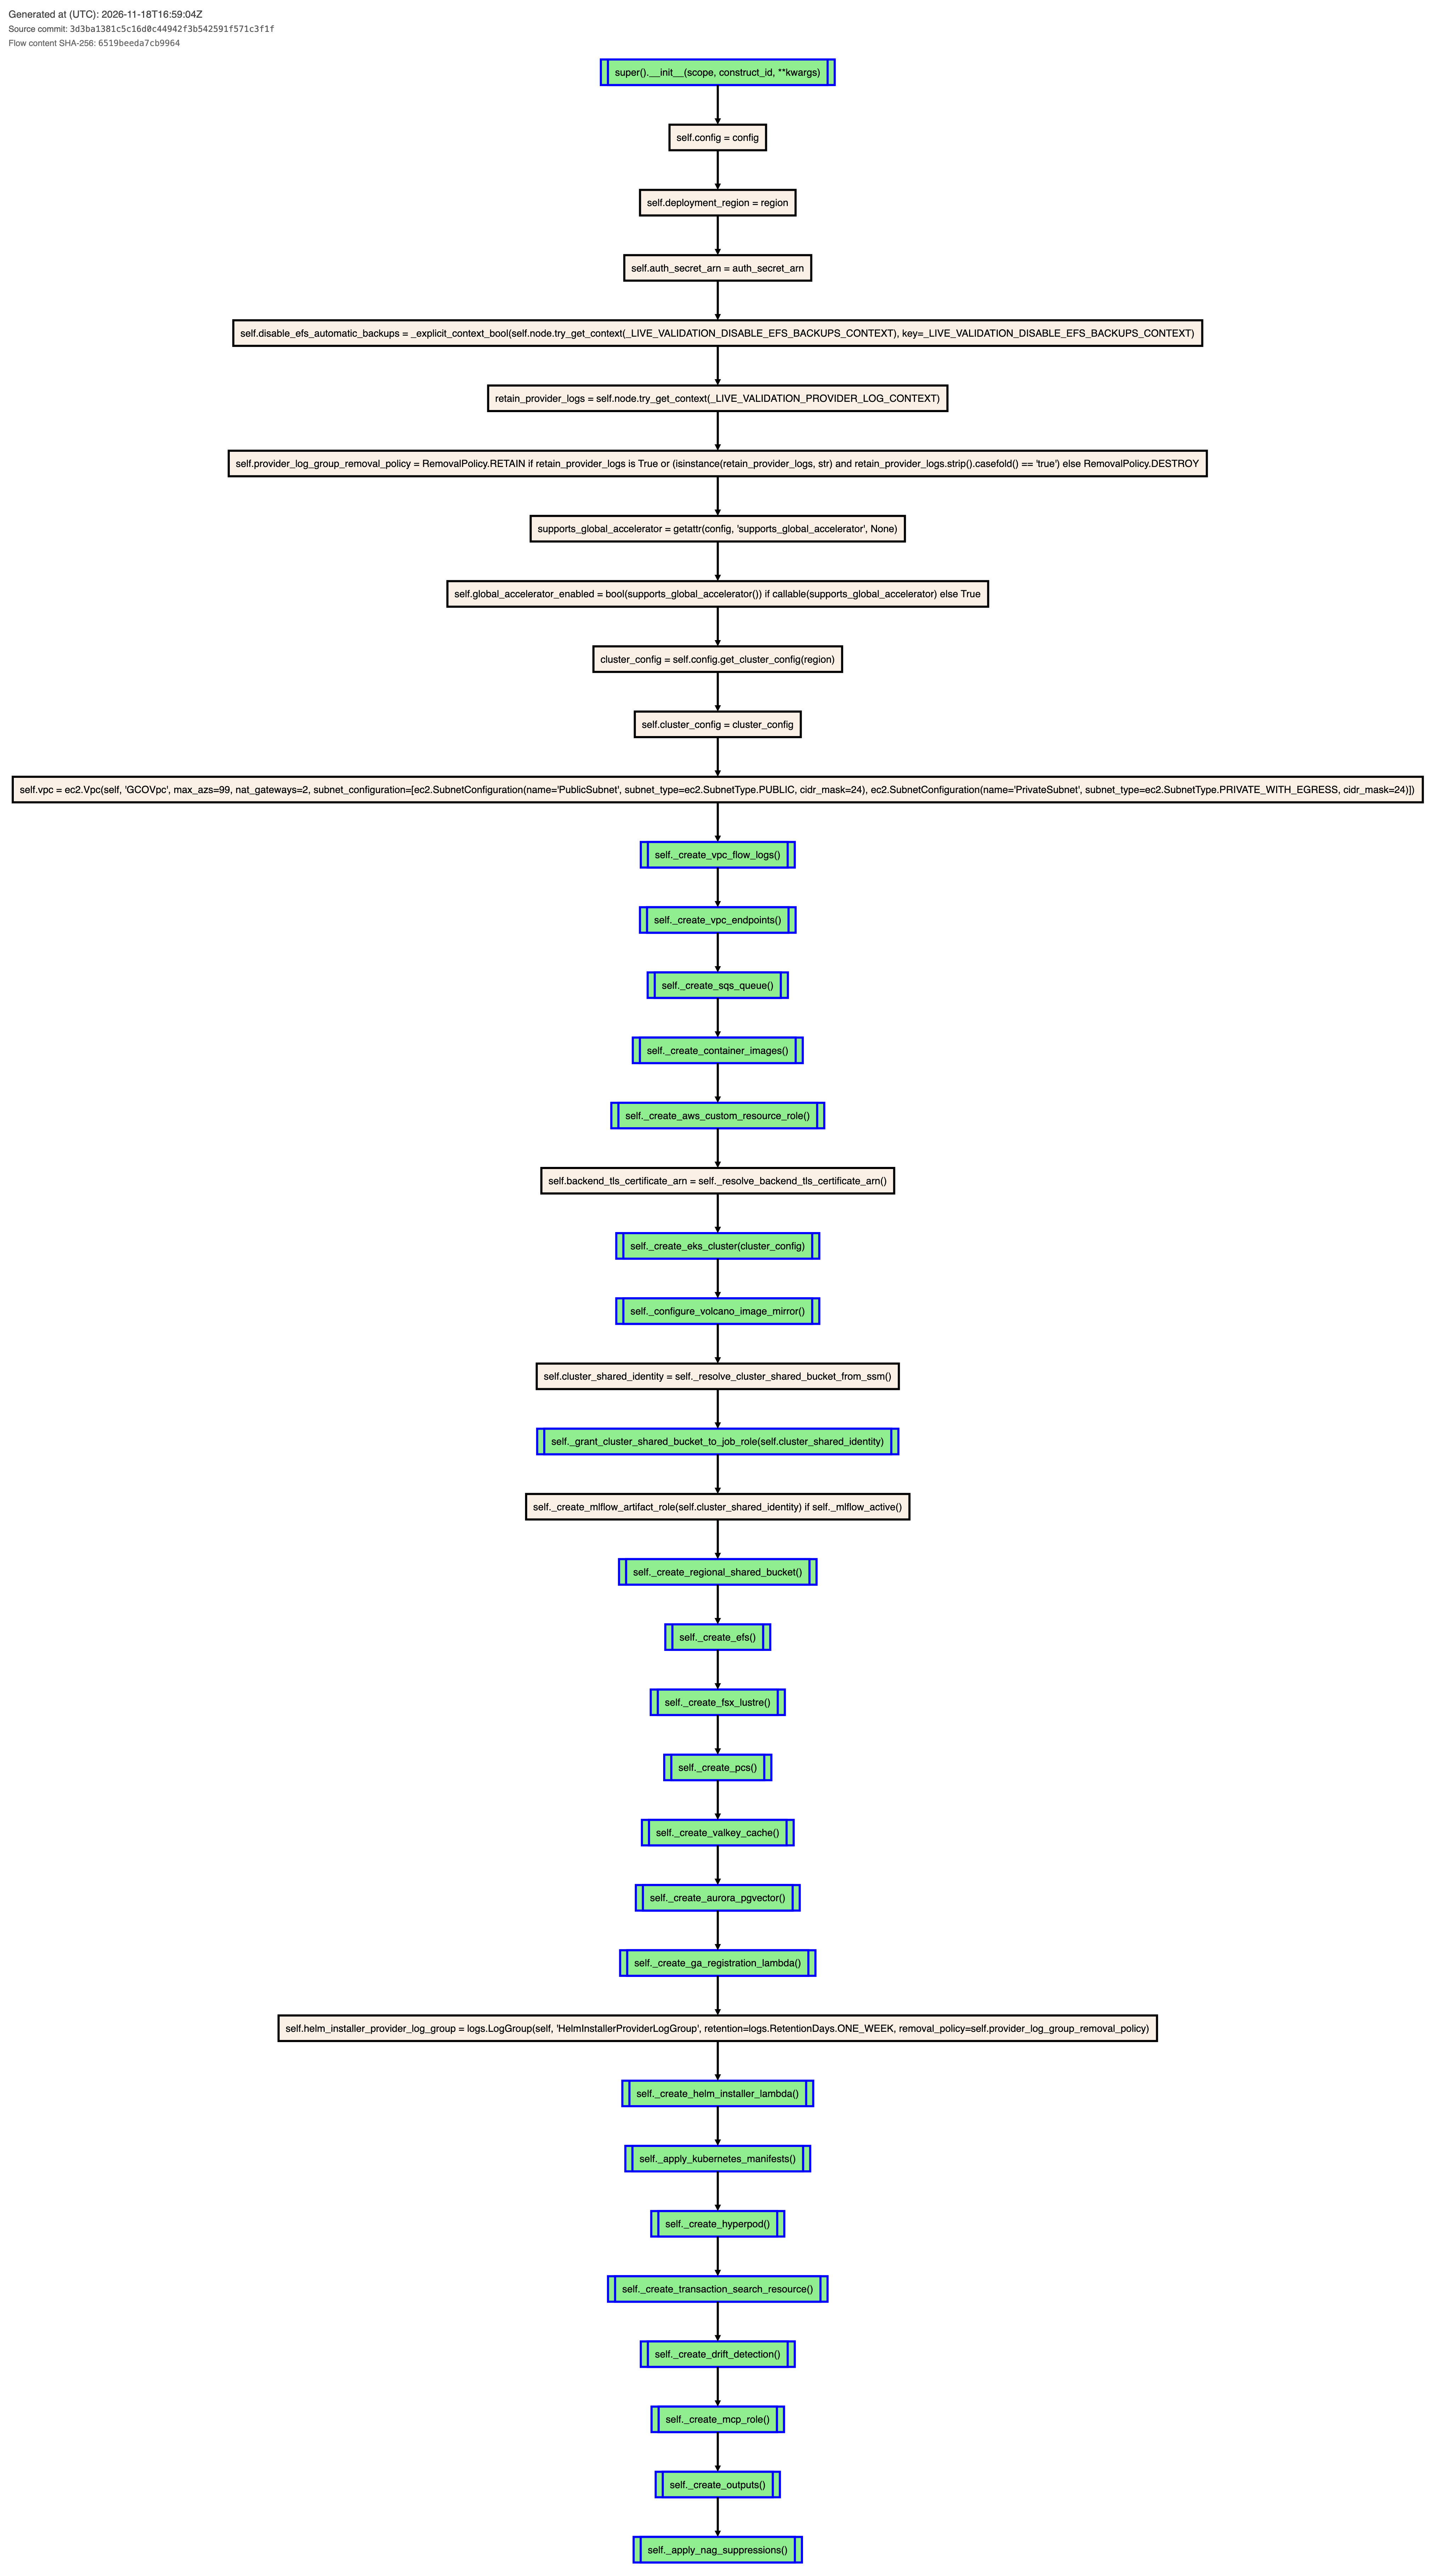 Generated at (UTC): 2026-11-18T16:59:04Z
Source commit: 3d3ba1381c5c16d0c44942f3b542591f571c3f1f
Flow content SHA-256: 6519beeda7cb9964
super().__init__(scope, construct_id, **kwargs)
self.config = config
self.deployment_region = region
self.auth_secret_arn = auth_secret_arn
self.disable_efs_automatic_backups = _explicit_context_bool(self.node.try_get_context(_LIVE_VALIDATION_DISABLE_EFS_BACKUPS_CONTEXT), key=_LIVE_VALIDATION_DISABLE_EFS_BACKUPS_CONTEXT)
retain_provider_logs = self.node.try_get_context(_LIVE_VALIDATION_PROVIDER_LOG_CONTEXT)
self.provider_log_group_removal_policy = RemovalPolicy.RETAIN if retain_provider_logs is True or (isinstance(retain_provider_logs, str) and retain_provider_logs.strip().casefold() == 'true') else RemovalPolicy.DESTROY
supports_global_accelerator = getattr(config, 'supports_global_accelerator', None)
self.global_accelerator_enabled = bool(supports_global_accelerator()) if callable(supports_global_accelerator) else True
cluster_config = self.config.get_cluster_config(region)
self.cluster_config = cluster_config
self.vpc = ec2.Vpc(self, 'GCOVpc', max_azs=99, nat_gateways=2, subnet_configuration=[ec2.SubnetConfiguration(name='PublicSubnet', subnet_type=ec2.SubnetType.PUBLIC, cidr_mask=24), ec2.SubnetConfiguration(name='PrivateSubnet', subnet_type=ec2.SubnetType.PRIVATE_WITH_EGRESS, cidr_mask=24)])
self._create_vpc_flow_logs()
self._create_vpc_endpoints()
self._create_sqs_queue()
self._create_container_images()
self._create_aws_custom_resource_role()
self.backend_tls_certificate_arn = self._resolve_backend_tls_certificate_arn()
self._create_eks_cluster(cluster_config)
self._configure_volcano_image_mirror()
self.cluster_shared_identity = self._resolve_cluster_shared_bucket_from_ssm()
self._grant_cluster_shared_bucket_to_job_role(self.cluster_shared_identity)
self._create_mlflow_artifact_role(self.cluster_shared_identity) if self._mlflow_active()
self._create_regional_shared_bucket()
self._create_efs()
self._create_fsx_lustre()
self._create_pcs()
self._create_valkey_cache()
self._create_aurora_pgvector()
self._create_ga_registration_lambda()
self.helm_installer_provider_log_group = logs.LogGroup(self, 'HelmInstallerProviderLogGroup', retention=logs.RetentionDays.ONE_WEEK, removal_policy=self.provider_log_group_removal_policy)
self._create_helm_installer_lambda()
self._apply_kubernetes_manifests()
self._create_hyperpod()
self._create_transaction_search_resource()
self._create_drift_detection()
self._create_mcp_role()
self._create_outputs()
self._apply_nag_suppressions()